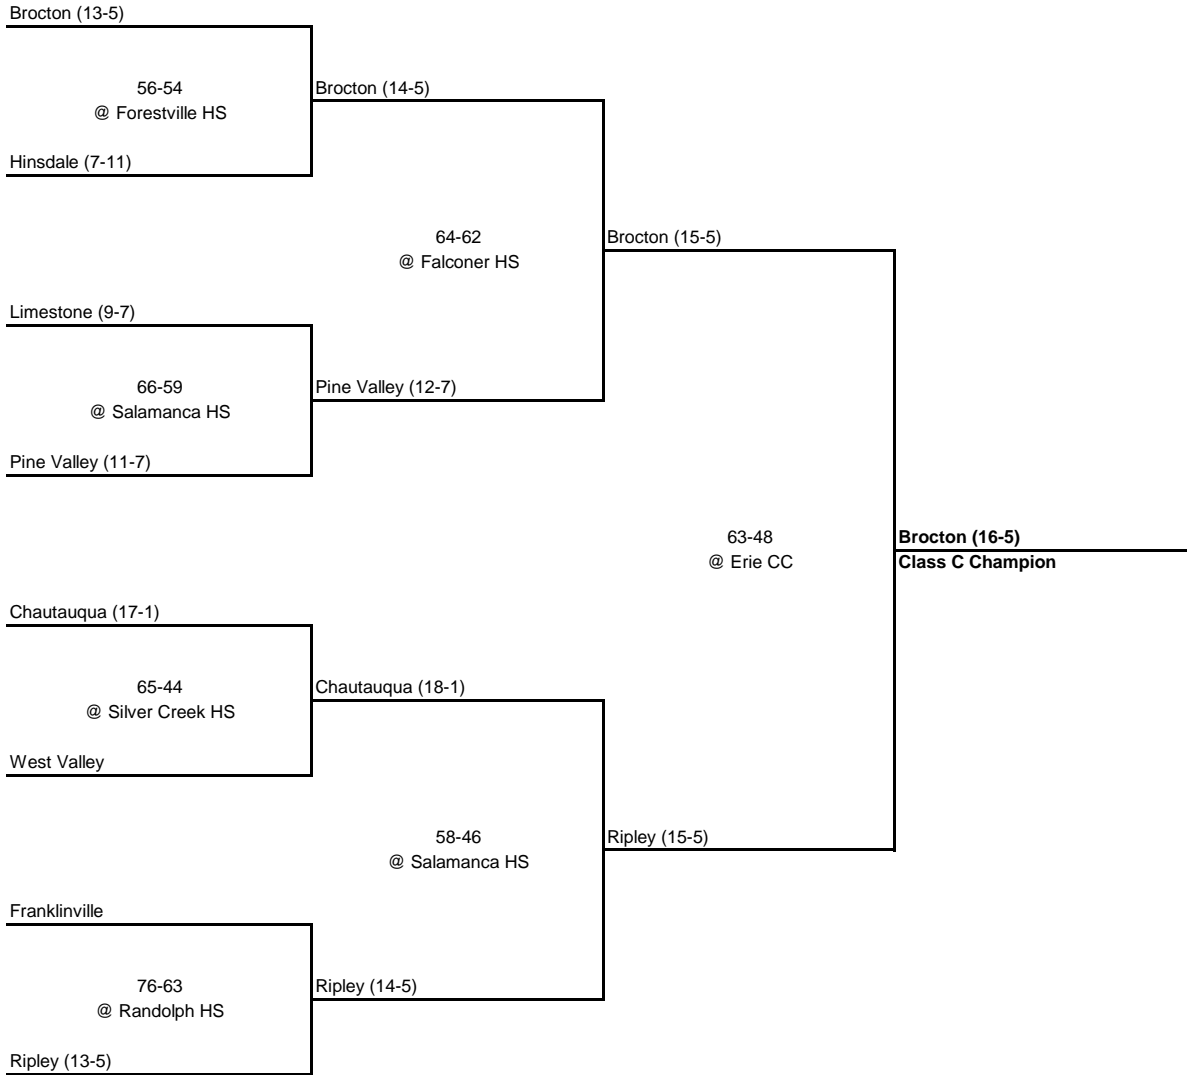 Brocton (13-5)
56-54
@ Forestville HS
Brocton (14-5)
Hinsdale (7-11)
64-62
@ Falconer HS
Brocton (15-5)
Limestone (9-7)
66-59
@ Salamanca HS
Pine Valley (12-7)
Pine Valley (11-7)
63-48
@ Erie CC
Brocton (16-5)
Class C Champion
Chautauqua (17-1)
65-44
@ Silver Creek HS
Chautauqua (18-1)
West Valley
58-46
@ Salamanca HS
Ripley (15-5)
Franklinville
76-63
@ Randolph HS
Ripley (14-5)
Ripley (13-5)